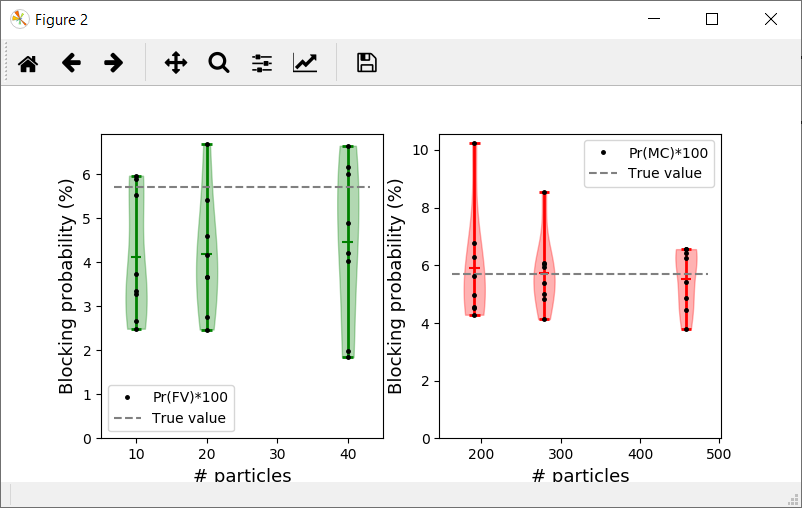 Figure 2
Blocking probability (%)
6
5
4
3
2
1
0
10
20
30
40
# particles
Pr(FV)*100
True value
Blocking probability (%)
10
8
6
4
2
0
200
300
400
500
# particles
Pr(MC)*100
True value